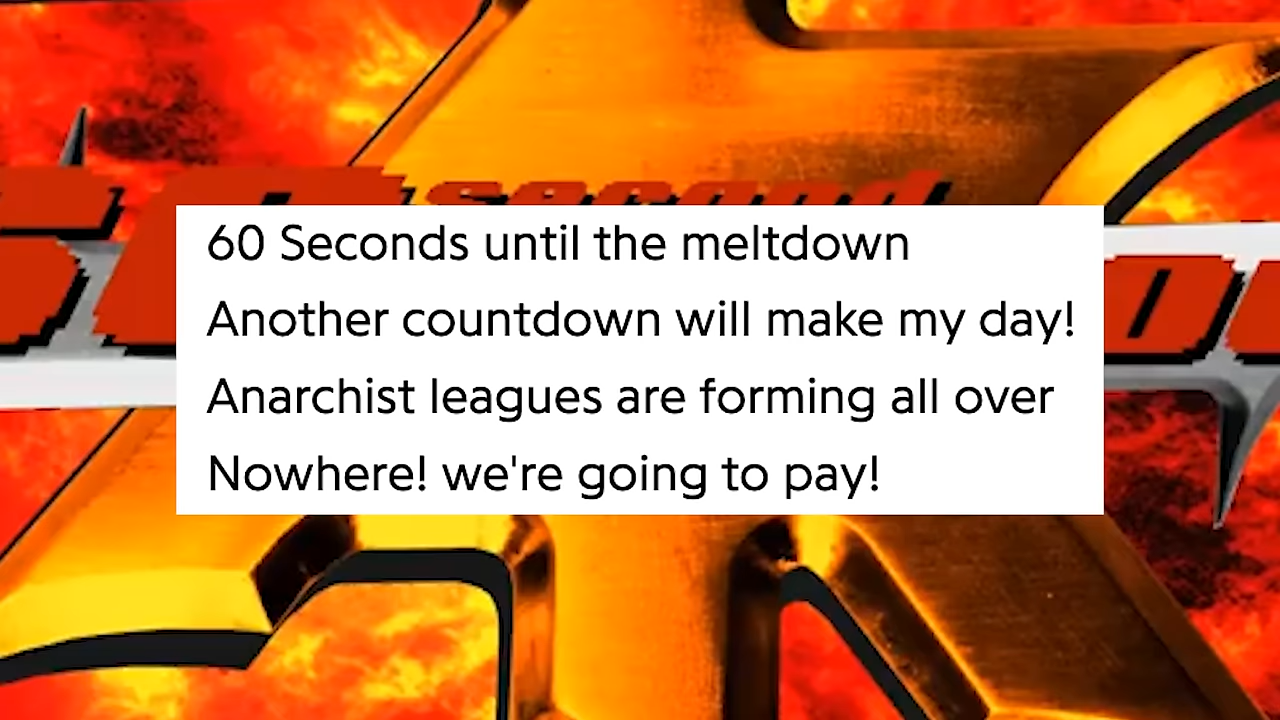 second
60 Seconds until the meltdown
Another countdown will make my day!
Anarchist leagues are forming all over
Nowhere! we're going to pay!